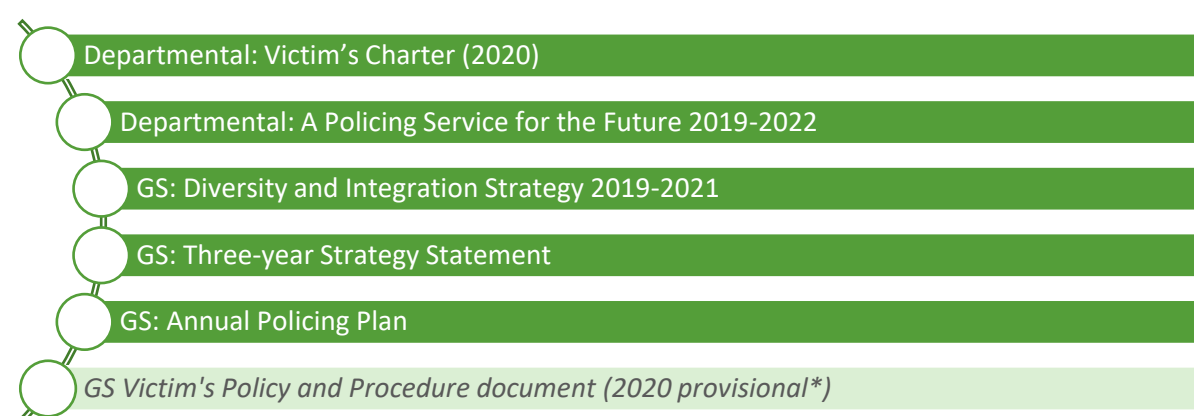 Departmental: Victim’s Charter (2020)
Departmental: A Policing Service for the Future 2019-2022
GS: Diversity and Integration Strategy 2019-2021
GS: Three-year Strategy Statement
GS: Annual Policing Plan
GS Victim's Policy and Procedure document (2020 provisional*)